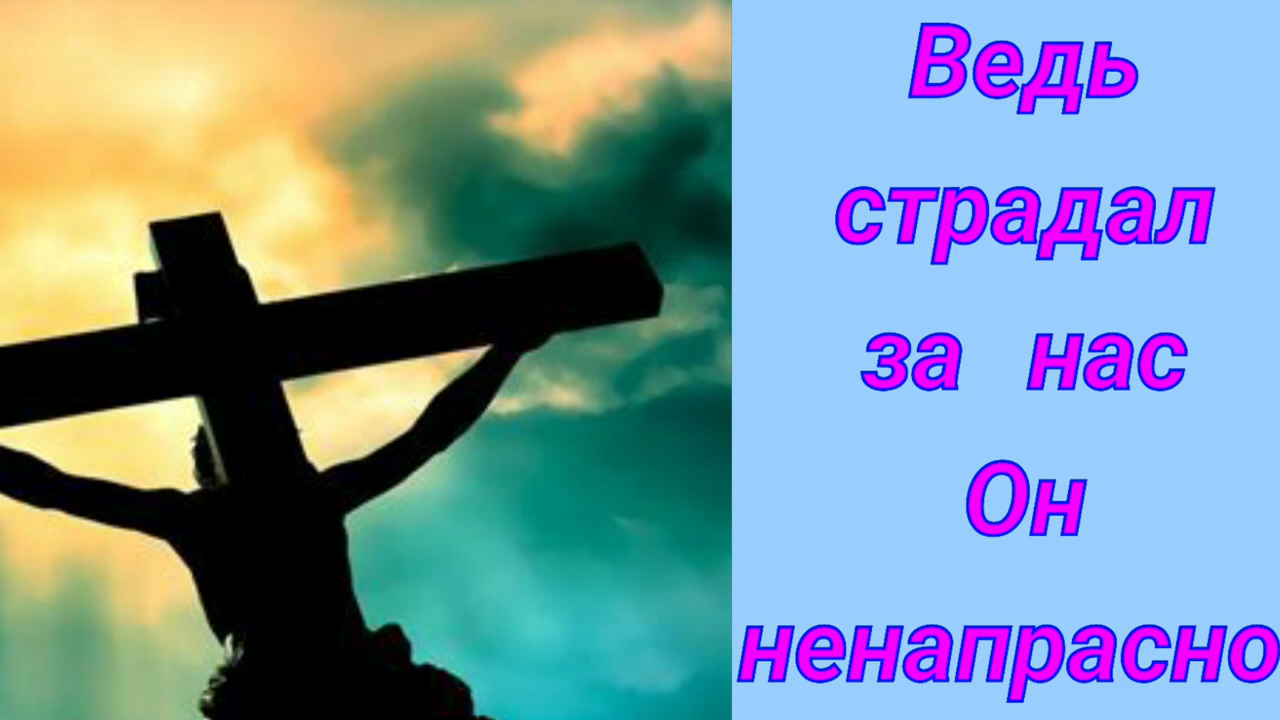 Ведь
страдал
за нас
Он
ненапрасно